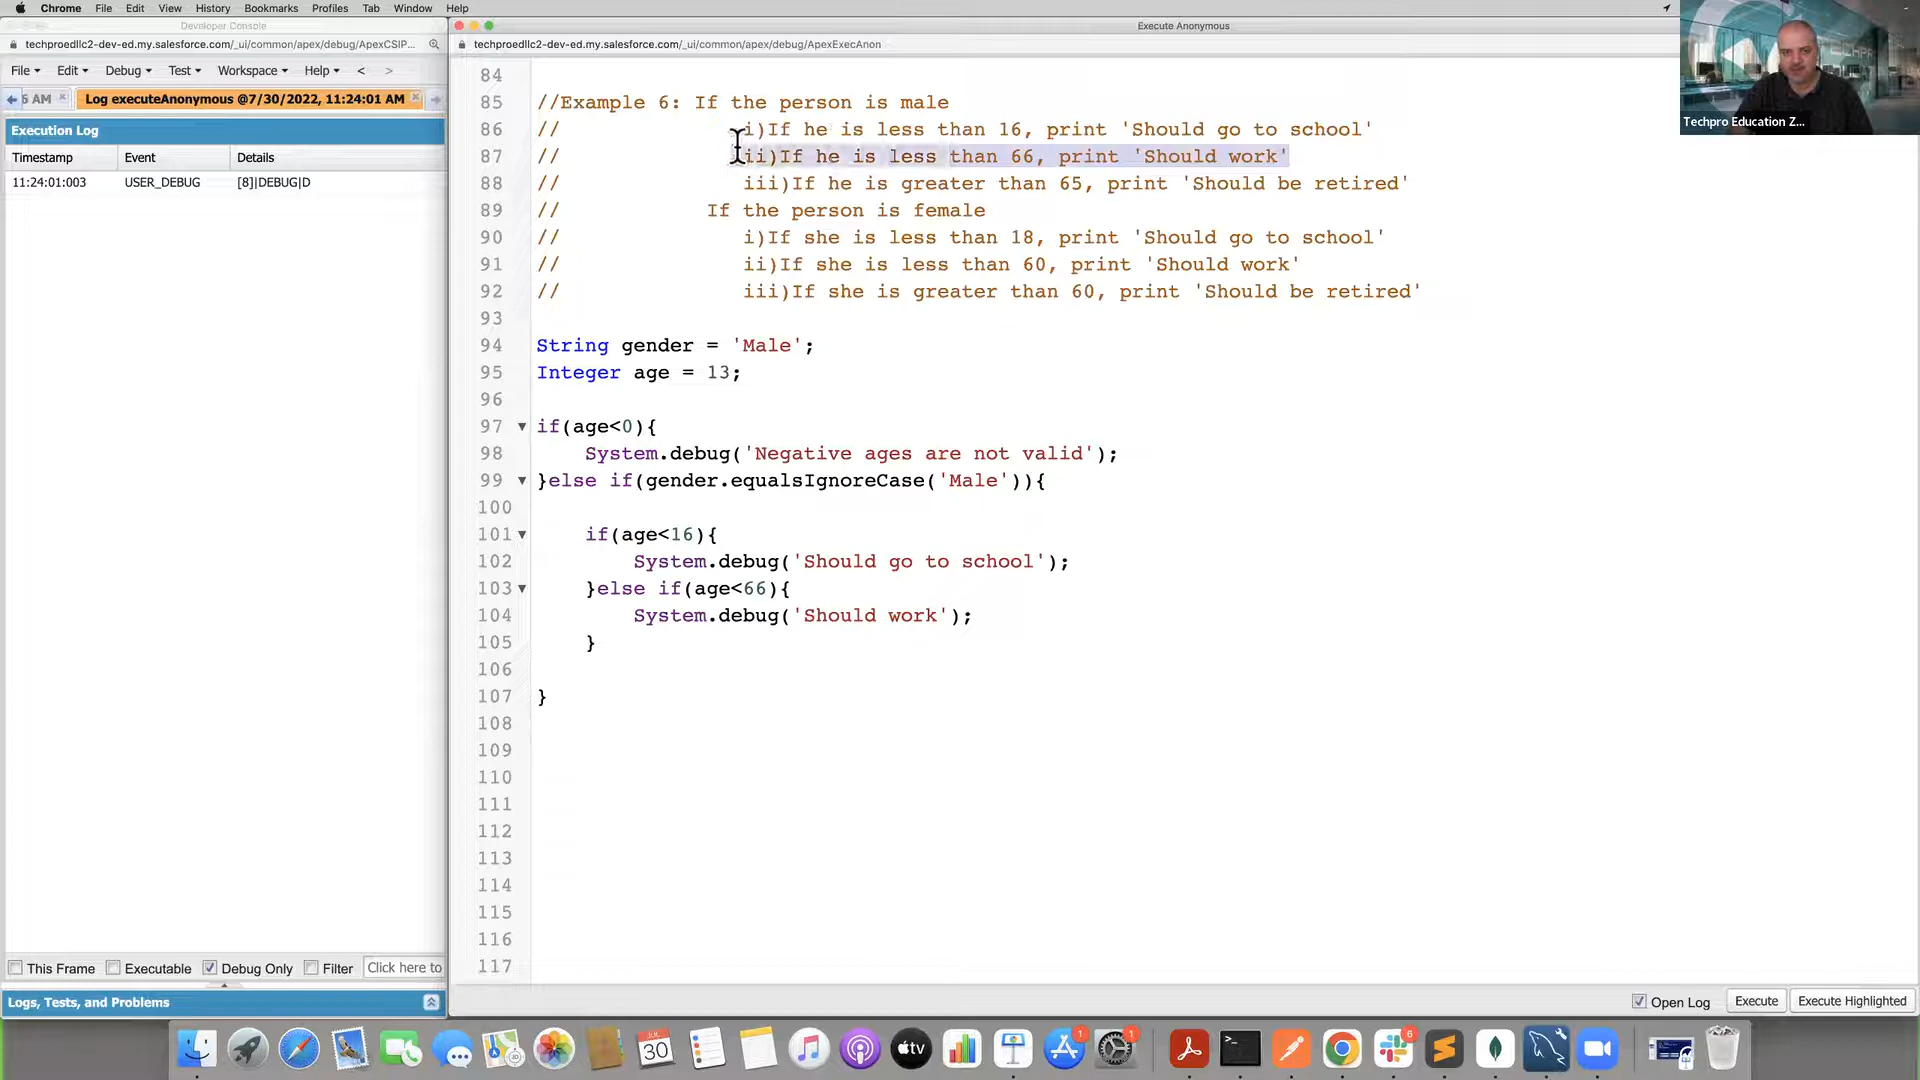 Chrome File Edit View History Bookmarks Profiles Tab Window Help
Developer Console
techproedllc2-dev-ed.my.salesforce.com/_ui/common/apex/debug/ApexCSIP...
File Edit Debug Test Workspace Help < >
6 AM
Log executeAnonymous @7/30/2022, 11:24:01 AM
Execution Log
Timestamp Event Details
11:24:01:003 USER_DEBUG [8]|DEBUG|D
This Frame Executable Debug Only Filter Click here to
Logs, Tests, and Problems
Execute Anonymous
techproedllc2-dev-ed.my.salesforce.com/_ui/common/apex/debug/ApexExecAnon
84
85 //Example 6: If the person is male
86 // i)If he is less than 16, print 'Should go to school'
87 // ii)If he is less than 66, print 'Should work'
88 // iii)If he is greater than 65, print 'Should be retired'
89 // If the person is female
90 // i)If she is less than 18, print 'Should go to school'
91 // ii)If she is less than 60, print 'Should work'
92 // iii)If she is greater than 60, print 'Should be retired'
93
94 String gender = 'Male';
95 Integer age = 13;
96
97 if(age<0){
98 System.debug('Negative ages are not valid');
99 }else if(gender.equalsIgnoreCase('Male')){
100
101 if(age<16){
102 System.debug('Should go to school');
103 }else if(age<66){
104 System.debug('Should work');
105 }
106
107 }
108
109
110
111
112
113
114
115
116
117
Open Log Execute Execute Highlighted
Techpro Education Z...
JUL
30
tv
1
1
6